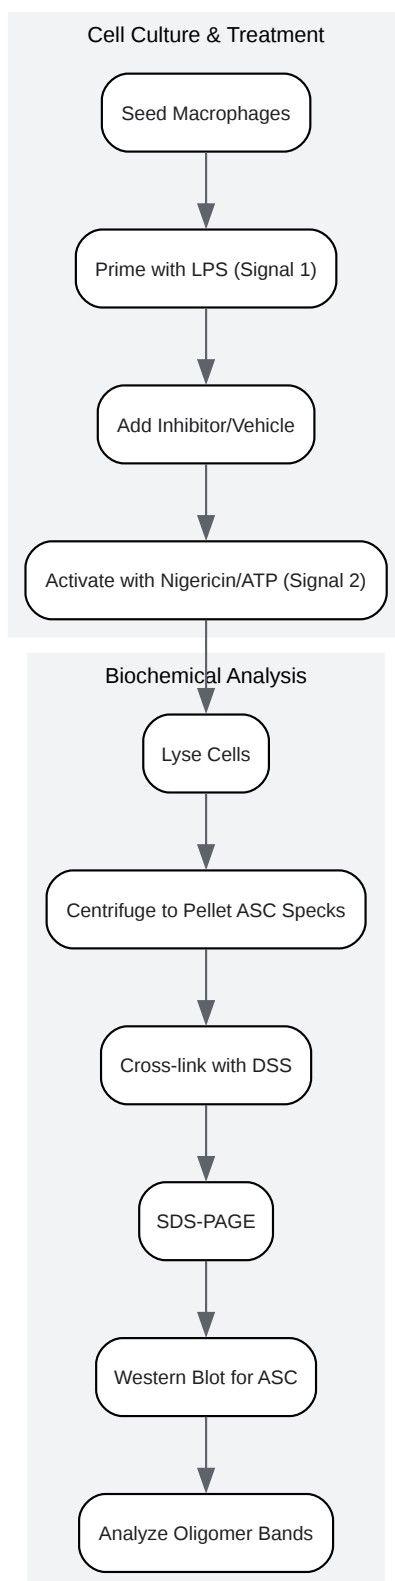 Cell Culture & Treatment
Seed Macrophages
Prime with LPS (Signal 1)
Add Inhibitor/Vehicle
Activate with Nigericin/ATP (Signal 2)
Biochemical Analysis
Lyse Cells
Centrifuge to Pellet ASC Specks
Cross-link with DSS
SDS-PAGE
Western Blot for ASC
Analyze Oligomer Bands